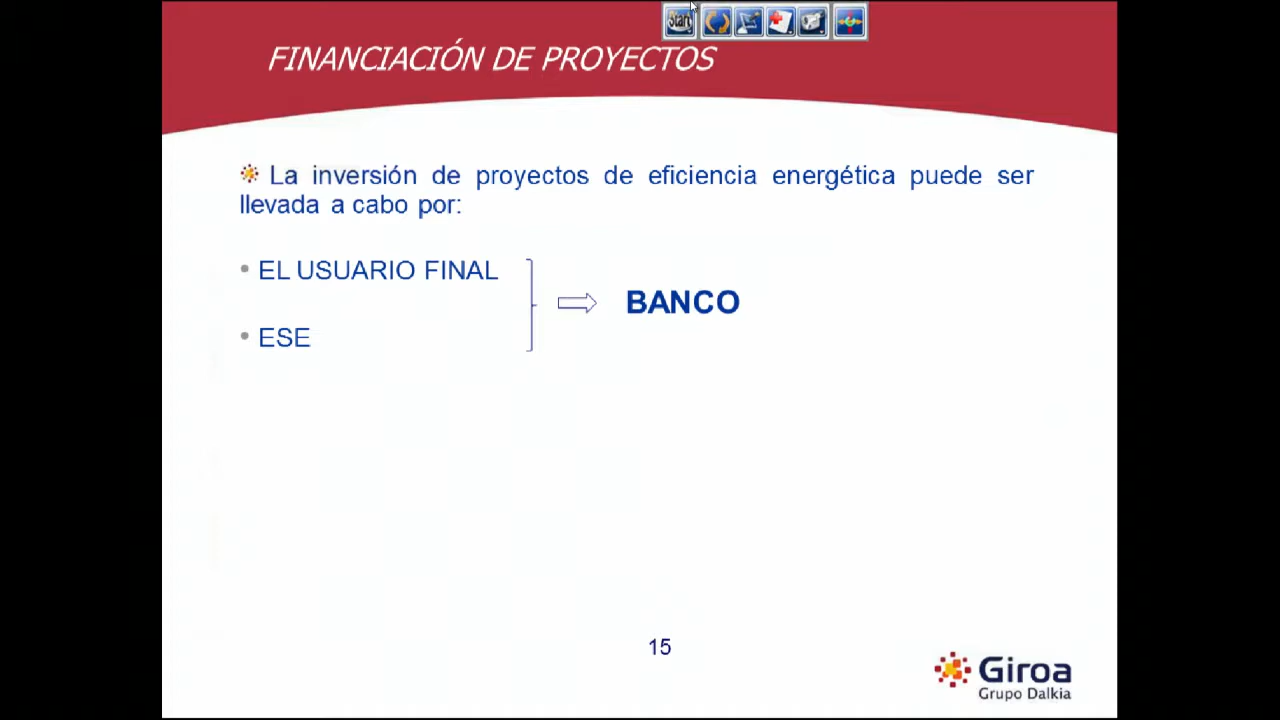 Start
FINANCIACIÓN DE PROYECTOS
La inversión de proyectos de eficiencia energética puede ser
llevada a cabo por:
• EL USUARIO FINAL
BANCO
• ESE
15
Giroa
Grupo Dalkia